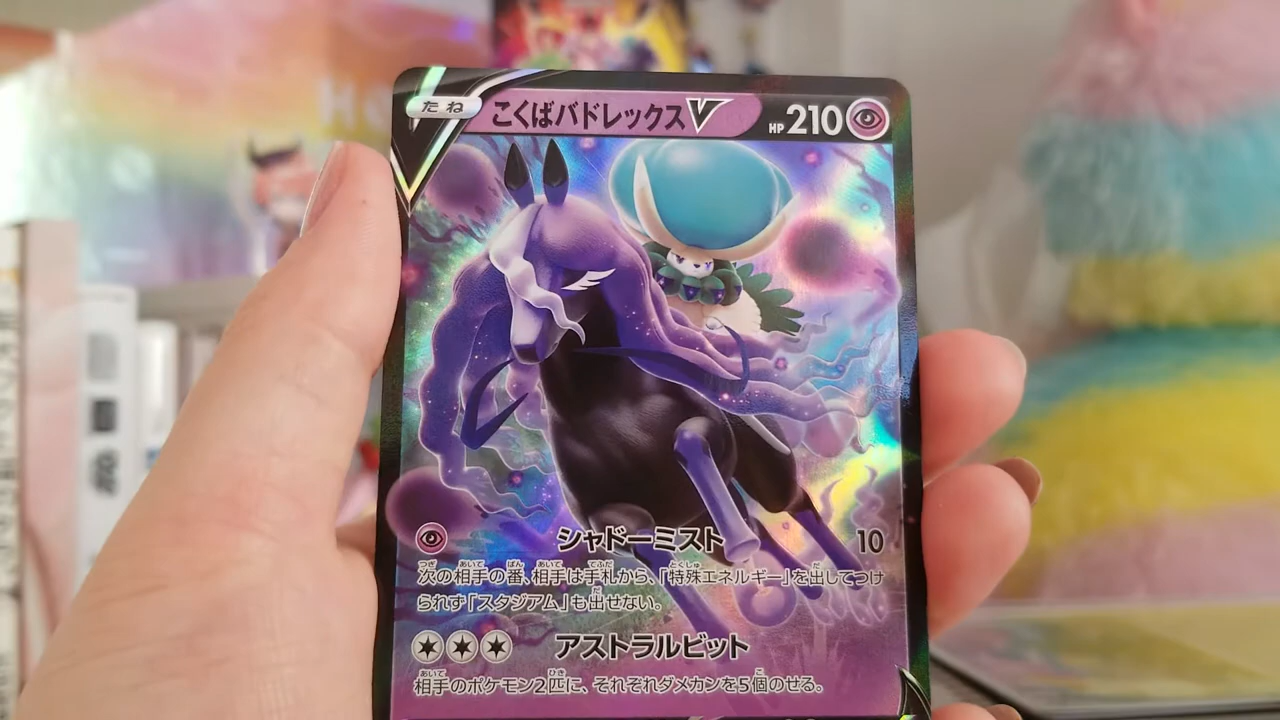 たね こくばバドレックスV HP210
シャドーミスト 10
次の相手の番、相手は手札から、「特殊エネルギー」を出してつけ
られず「スタジアム」も出せない。
アストラルビット
相手のポケモン2匹に、それぞれダメカンを5個のせる。